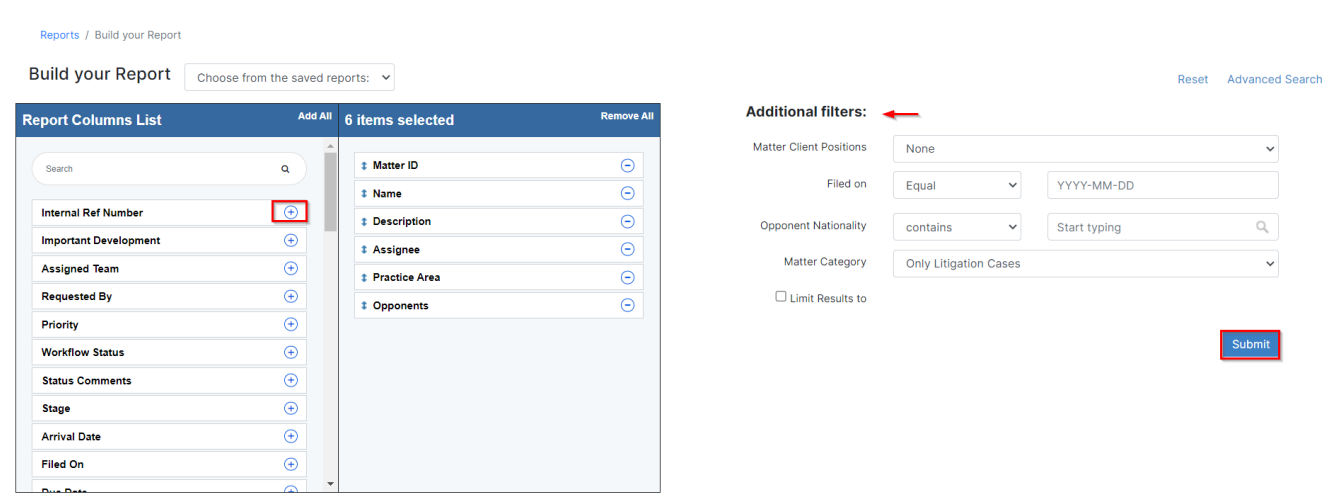 Reports / Build your Report
Build your Report
Choose from the saved reports:
Reset Advanced Search
Report Columns List Add All
Search
Internal Ref Number
Important Development
Assigned Team
Requested By
Priority
Workflow Status
Status Comments
Stage
Arrival Date
Filed On
Due Date
6 items selected Remove All
Matter ID
Name
Description
Assignee
Practice Area
Opponents
Additional filters:
Matter Client Positions None
Filed on Equal YYYY-MM-DD
Opponent Nationality contains Start typing
Matter Category Only Litigation Cases
Limit Results to
Submit